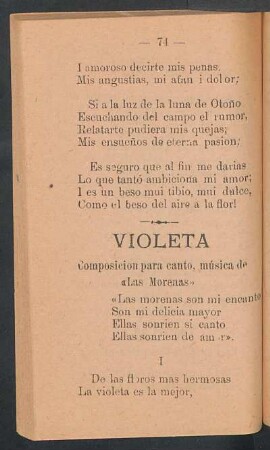 — 74 —
I amoroso decirte mis penas.
Mis angustias, mi afan i dolor;
Si a la luz de la luna de Otoño
Escuchando del campo el rumor,
Relatarte pudiera mis quejas;
Mis ensueños de eterna pasion;
Es seguro que al fin me darias
Lo que tantó ambiciona mi amor;
I es un beso mui tibio, mui dulce,
Como el beso del aire a la flor!
VIOLETA
Composicion para canto, música de
«Las Morenas»
«Las morenas son mi encanto
Son mi delicia mayor
Ellas sonrien si canto
Ellas sonrien de amor».
I
De las flores mas hermosas
La violeta es la mejor,